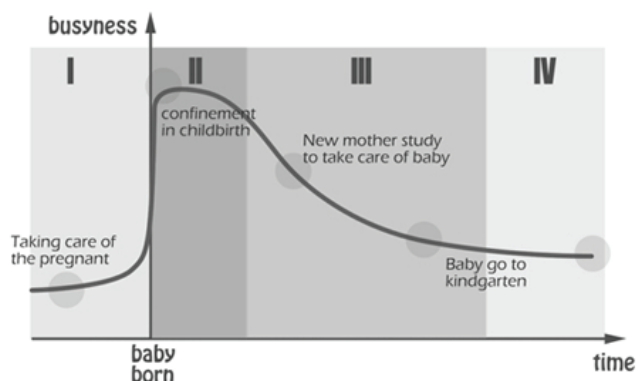 busyness
I
II
III
IV
confinement
in childbirth
New mother study
to take care of baby
Taking care of
the pregnant
Baby go to
kindgarten
baby
born
time